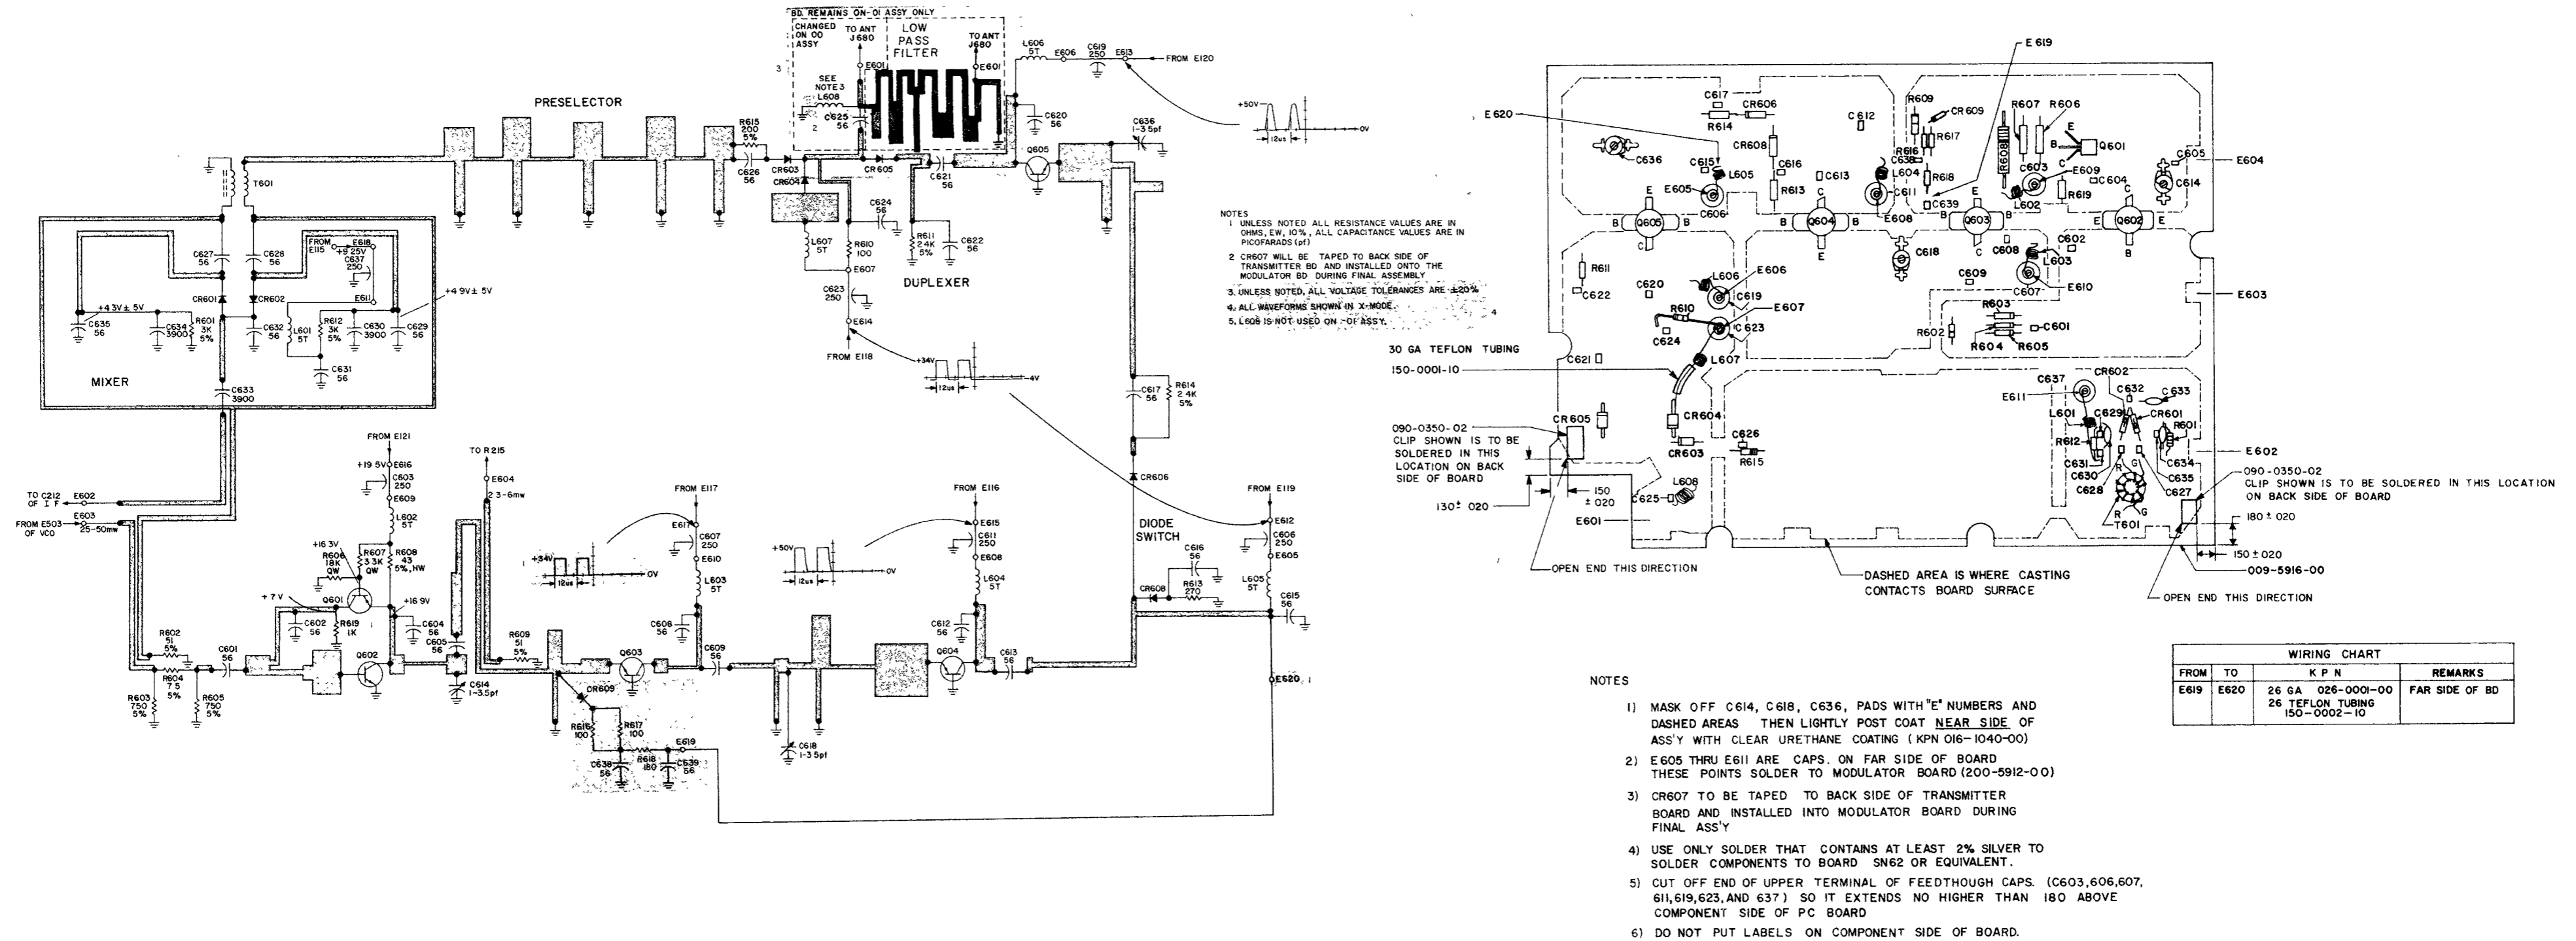 BD. REMAINS ON-01 ASSY ONLY
CHANGED
ON 00
ASSY
TO ANT
J680
LOW
PASS
FILTER
TO ANT
J680
E601
E601
3
SEE
NOTE 3
L608
C625
56
2
L606
5T
E606
C619
250
E613
FROM E120
C620
56
+50V
0V
12us
C636
1-3.5pf
PRESELECTOR
R615
200
5%
C626
56
CR603
CR604
CR605
C621
56
Q605
T601
C624
56
L607
5T
R610
100
R611
2.4K
5%
C622
56
E607
DUPLEXER
C623
250
E614
FROM E118
+34V
-4V
12us
C627
56
C628
56
FROM
E115
E618
+9.25V
C637
250
E611
+4.9V± 5V
CR601
CR602
+4.3V± 5V
C635
56
C634
3900
R601
3K
5%
C632
56
L601
5T
R612
3K
5%
C630
3900
C629
56
C631
56
MIXER
C633
3900
NOTES
1 UNLESS NOTED ALL RESISTANCE VALUES ARE IN
OHMS, EW, 10%, ALL CAPACITANCE VALUES ARE IN
PICOFARADS (pf)
2 CR607 WILL BE TAPED TO BACK SIDE OF
TRANSMITTER BD AND INSTALLED ONTO THE
MODULATOR BD DURING FINAL ASSEMBLY
3. UNLESS NOTED, ALL VOLTAGE TOLERANCES ARE ±20%
4. ALL WAVEFORMS SHOWN IN X-MODE.
5. L608 IS NOT USED ON -01 ASSY.
4
C617
56
R614
2.4K
5%
CR606
DIODE
SWITCH
C616
56
CR608
R613
270
FROM E119
E612
C606
250
E605
L605
5T
C615
56
E620
TO C212
OF I F
E602
FROM E503
OF VCO
E603
25-50mw
FROM E121
+19.5V
E616
C603
250
E609
L602
5T
+16.3V
R606
18K
QW
R607
3.3K
QW
R608
43
5%, HW
+7V
Q601
+16.9V
C602
56
R619
1K
C604
56
C605
56
R602
51
5%
R604
7.5
5%
C601
56
R603
750
5%
R605
750
5%
Q602
C614
1-3.5pf
TO R215
E604
2.3-6mw
R609
51
5%
+34V
0V
12us
FROM E117
E617
C607
250
E610
L603
5T
C608
56
Q603
C609
56
CR609
R616
100
R617
100
C638
56
R618
180
E619
C639
56
+50V
0V
12us
FROM E116
E615
C611
250
E608
L604
5T
C612
56
Q604
C613
56
C618
1-3.5pf
E 619
E 620
C617
CR606
R614
C612
R609
CR609
R617
R616
C638
R618
C639
R608
R607
R606
E
B
C
Q601
C605
E604
C636
CR608
C615
L605
C616
C613
R613
E605
C606
L604
C611
E608
C603
L602
E609
R619
C604
C614
E
B
Q605
B
C
C
B
Q604
B
E
E
B
Q603
B
C
C
E
Q602
E
B
R611
C622
C620
L606
E606
C619
R610
E607
C623
C624
L607
C621
C618
C608
C602
L603
C609
C607
E610
R603
R602
R604
R605
C601
E603
30 GA TEFLON TUBING
150-0001-10
CR605
CR604
CR603
C626
R615
L608
C625
090-0350-02
CLIP SHOWN IS TO BE
SOLDERED IN THIS
LOCATION ON BACK
SIDE OF BOARD
130± 020
150
± 020
E601
OPEN END THIS DIRECTION
CR602
C637
C632
C633
E611
L601
C629
CR601
R601
R612
C631
C630
C628
C634
C635
C627
R
G
R
G
T601
E602
090-0350-02
CLIP SHOWN IS TO BE SOLDERED IN THIS LOCATION
ON BACK SIDE OF BOARD
180 ± 020
150 ± 020
009-5916-00
OPEN END THIS DIRECTION
DASHED AREA IS WHERE CASTING
CONTACTS BOARD SURFACE
WIRING CHART
FROM TO K P N REMARKS
E619 E620 26 GA 026-0001-00 FAR SIDE OF BD
26 TEFLON TUBING
150-0002-10
NOTES
1) MASK OFF C614, C618, C636, PADS WITH "E" NUMBERS AND
DASHED AREAS THEN LIGHTLY POST COAT NEAR SIDE OF
ASS'Y WITH CLEAR URETHANE COATING (KPN 016-1040-00)
2) E605 THRU E611 ARE CAPS. ON FAR SIDE OF BOARD
THESE POINTS SOLDER TO MODULATOR BOARD (200-5912-00)
3) CR607 TO BE TAPED TO BACK SIDE OF TRANSMITTER
BOARD AND INSTALLED INTO MODULATOR BOARD DURING
FINAL ASS'Y
4) USE ONLY SOLDER THAT CONTAINS AT LEAST 2% SILVER TO
SOLDER COMPONENTS TO BOARD SN62 OR EQUIVALENT.
5) CUT OFF END OF UPPER TERMINAL OF FEEDTHOUGH CAPS. (C603,606,607,
611,619,623, AND 637) SO IT EXTENDS NO HIGHER THAN 180 ABOVE
COMPONENT SIDE OF PC BOARD
6) DO NOT PUT LABELS ON COMPONENT SIDE OF BOARD.